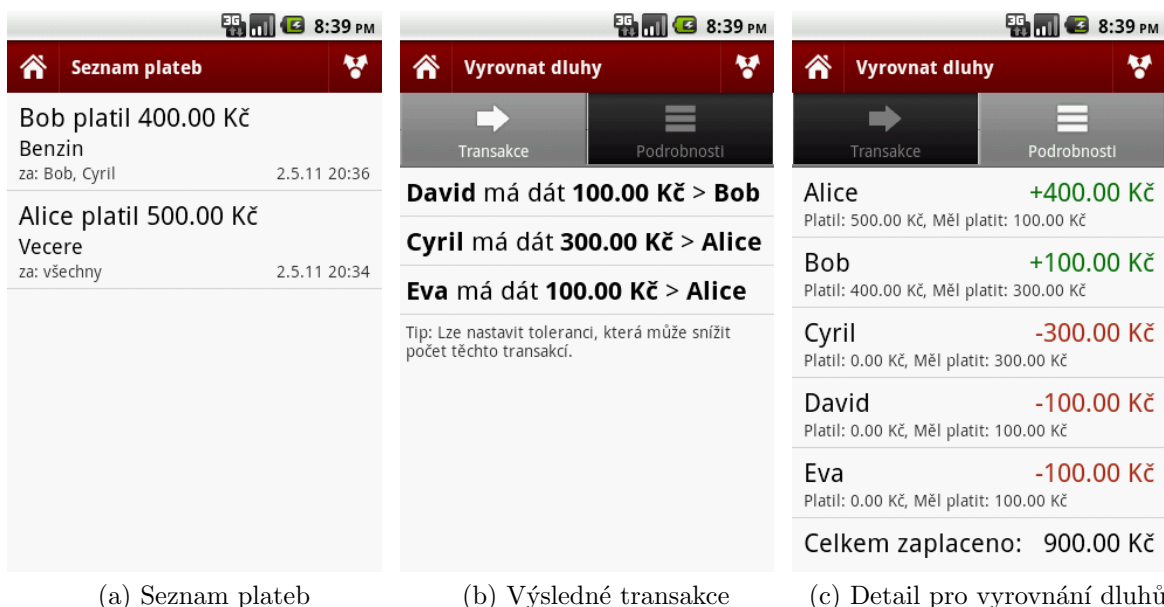 8:39 PM
Seznam plateb
Bob platil 400.00 Kč
Benzin
za: Bob, Cyril 2.5.11 20:36
Alice platil 500.00 Kč
Vecere
za: všechny 2.5.11 20:34
(a) Seznam plateb
8:39 PM
Vyrovnat dluhy
Transakce Podrobnosti
David má dát 100.00 Kč > Bob
Cyril má dát 300.00 Kč > Alice
Eva má dát 100.00 Kč > Alice
Tip: Lze nastavit toleranci, která může snížit
počet těchto transakcí.
(b) Výsledné transakce
8:39 PM
Vyrovnat dluhy
Transakce Podrobnosti
Alice +400.00 Kč
Platil: 500.00 Kč, Měl platit: 100.00 Kč
Bob +100.00 Kč
Platil: 400.00 Kč, Měl platit: 300.00 Kč
Cyril -300.00 Kč
Platil: 0.00 Kč, Měl platit: 300.00 Kč
David -100.00 Kč
Platil: 0.00 Kč, Měl platit: 100.00 Kč
Eva -100.00 Kč
Platil: 0.00 Kč, Měl platit: 100.00 Kč
Celkem zaplaceno: 900.00 Kč
(c) Detail pro vyrovnání dluhů